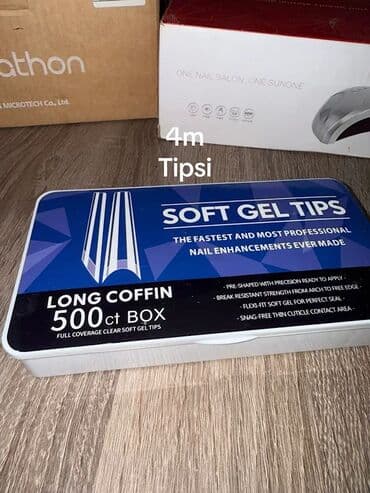 athon
MICROTECH Co., Ltd.
ONE NAIL SALON, ONE SUNONE
4m
Tipsi
SOFT GEL TIPS
THE FASTEST AND MOST PROFESSIONAL
NAIL ENHANCEMENTS EVER MADE
LONG COFFIN
500ct BOX
FULL COVERAGE CLEAR SOFT GEL TIPS
- PRE-SHAPED WITH PRECISION READY TO APPLY -
- BREAK RESISTANT STRENGTH FROM ARCH TO FREE EDGE -
- FLEXI-FIT SOFT GEL FOR PERFECT SEAL -
- SNAG-FREE THIN CUTICLE CONTACT AREA -